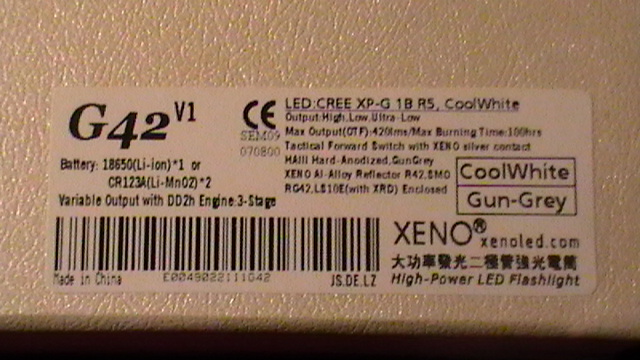 G42 V1
CE
SEM09
070800
LED:CREE XP-G 1B R5, CoolWhite
Output:High.Low.Ultra-Low
Max Output(OTF):420lms/Max Burning Time:100hrs
Tactical Forward Switch with XENO silver contact
HAIII Hard-Anodized,GunGrey
XENO Al-Alloy Reflector R42.SMO
RG42.LS10E(with XRD) Enclosed
Battery: 18650(Li-ion)*1 or
CR123A(Li-MnO2)*2
Variable Output with DD2h Engine:3-Stage
CoolWhite
Gun-Grey
XENO® xenoled.com
大功率發光二極管強光電筒
High-Power LED Flashlight
Made in China
E0049022111G42
JS.DE.LZ